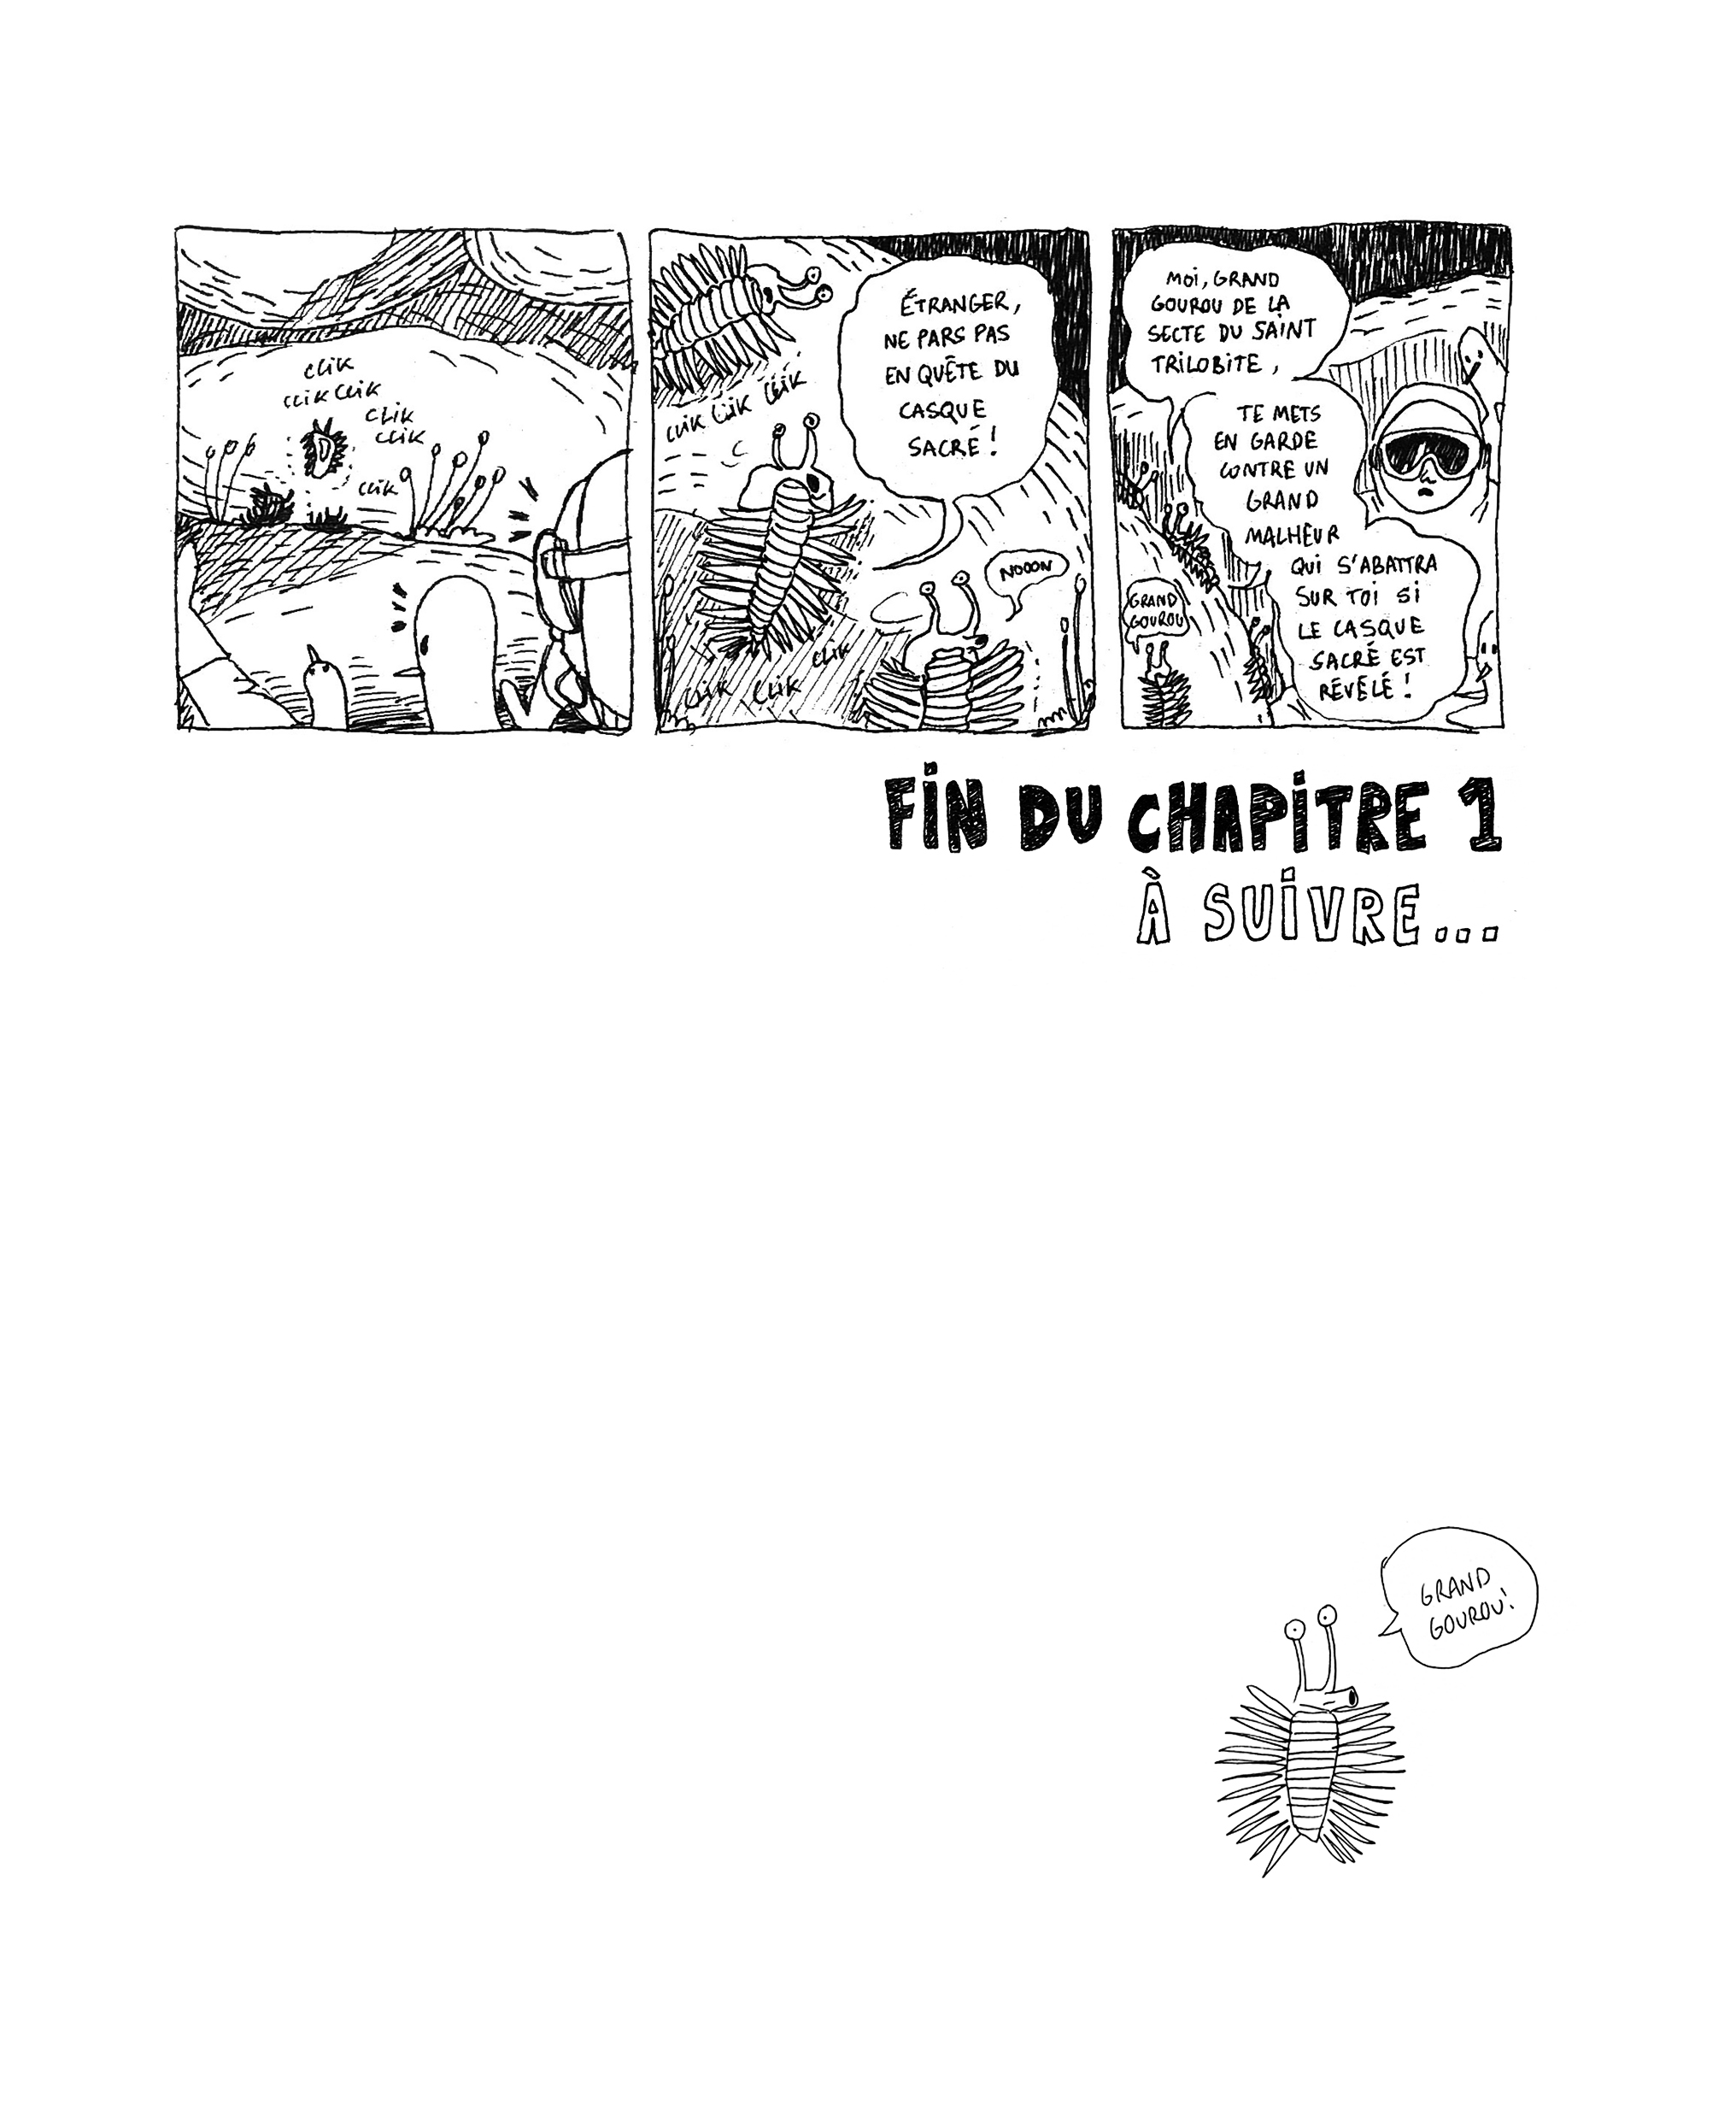 CLIK
CLIK CLIK
CLIK
CLIK
CLIK
ÉTRANGER,
NE PARS PAS
EN QUÊTE DU
CASQUE
SACRÉ !
CLIK CLIK CLIK
NOOON
CLIK
CLIK CLIK
MOI, GRAND
GOUROU DE LA
SECTE DU SAINT
TRILOBITE,
TE METS
EN GARDE
CONTRE UN
GRAND
MALHEUR
QUI S'ABATTRA
SUR TOI SI
LE CASQUE
SACRÉ EST
RÉVÉLÉ !
GRAND
GOUROU
FIN DU CHAPITRE 1
À SUIVRE...
GRAND
GOUROU!